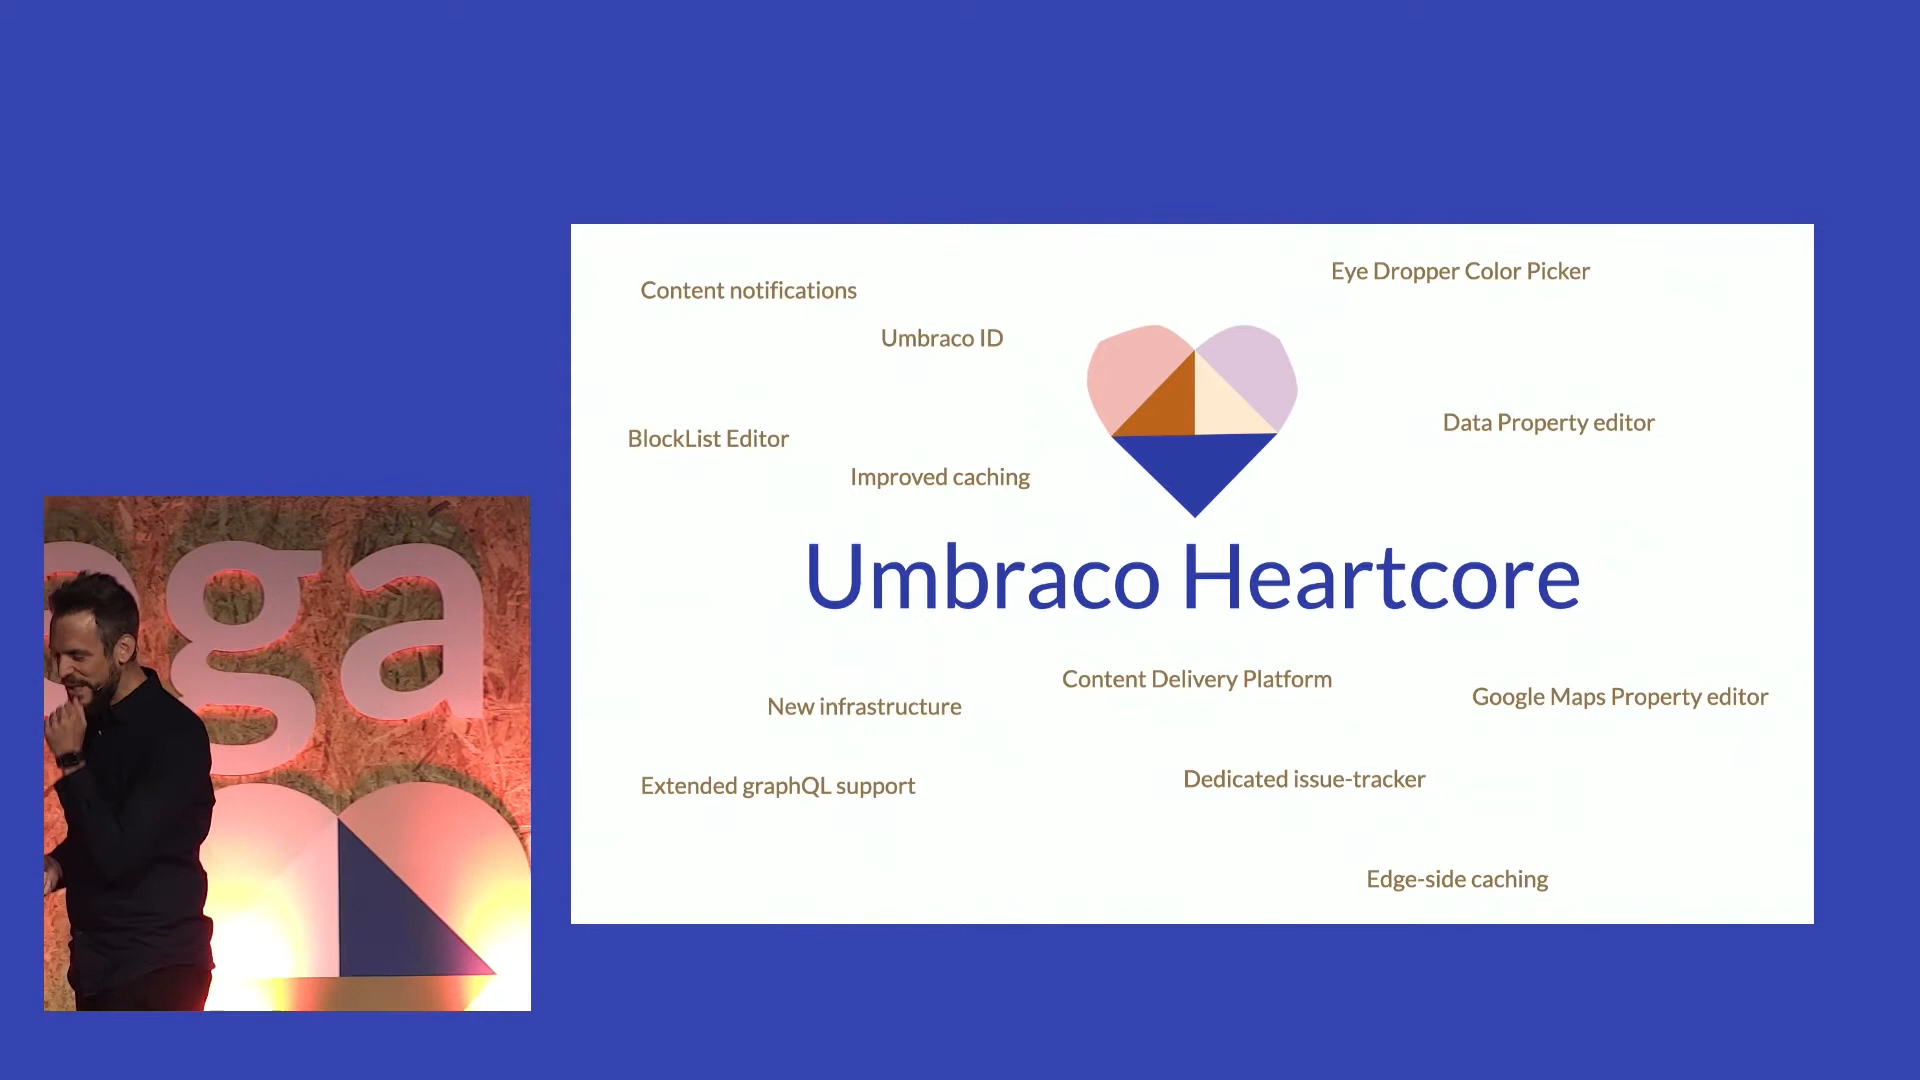 Eye Dropper Color Picker
Content notifications
Umbraco ID
Data Property editor
BlockList Editor
Improved caching
Umbraco Heartcore
Content Delivery Platform
Google Maps Property editor
New infrastructure
Dedicated issue-tracker
Extended graphQL support
Edge-side caching
ga